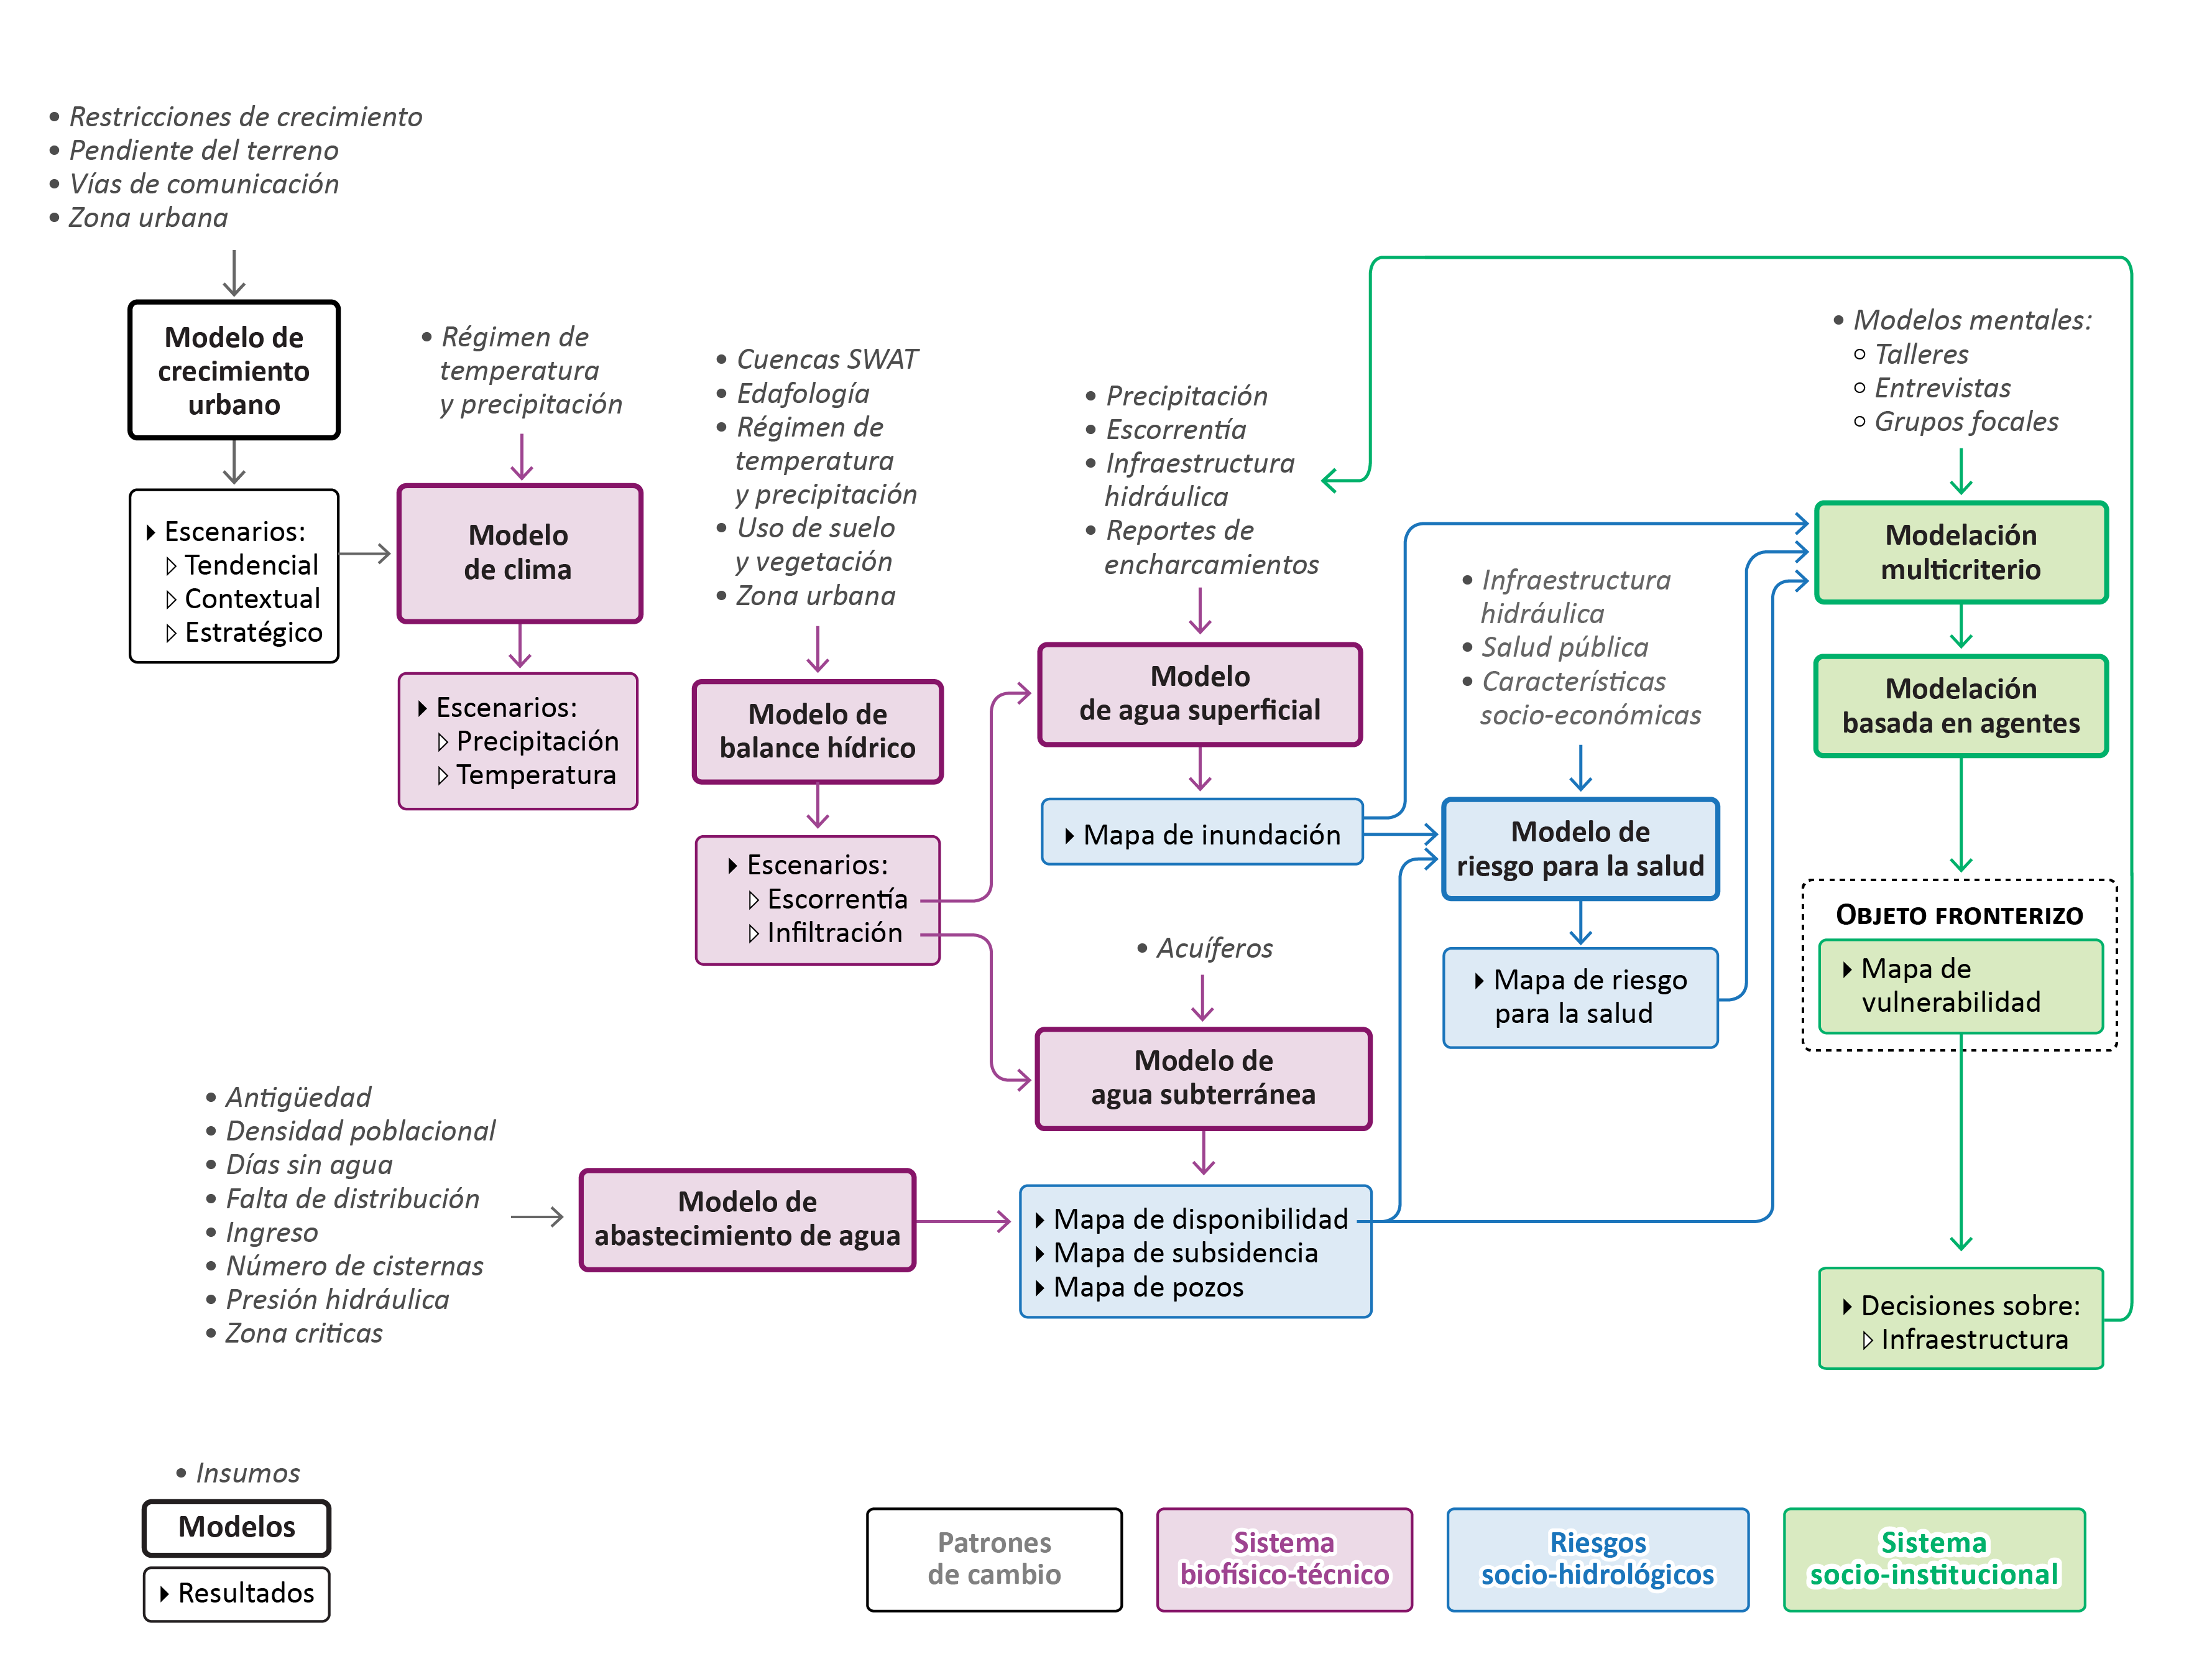 • Restricciones de crecimiento
• Pendiente del terreno
• Vías de comunicación
• Zona urbana
Modelo de
crecimiento
urbano
Escenarios:
Tendencial
Contextual
Estratégico
• Régimen de
temperatura
y precipitación
Modelo
de clima
Escenarios:
Precipitación
Temperatura
• Cuencas SWAT
• Edafología
• Régimen de
temperatura
y precipitación
• Uso de suelo
y vegetación
• Zona urbana
Modelo de
balance hídrico
Escenarios:
Escorrentía
Infiltración
• Precipitación
• Escorrentía
• Infraestructura
hidráulica
• Reportes de
encharcamientos
Modelo
de agua superficial
Mapa de inundación
• Acuíferos
Modelo de
agua subterránea
• Antigüedad
• Densidad poblacional
• Días sin agua
• Falta de distribución
• Ingreso
• Número de cisternas
• Presión hidráulica
• Zona criticas
Modelo de
abastecimiento de agua
Mapa de disponibilidad
Mapa de subsidencia
Mapa de pozos
• Infraestructura
hidráulica
• Salud pública
• Características
socio-económicas
Modelo de
riesgo para la salud
Mapa de riesgo
para la salud
• Modelos mentales:
Talleres
Entrevistas
Grupos focales
Modelación
multicriterio
Modelación
basada en agentes
OBJETO FRONTERIZO
Mapa de
vulnerabilidad
Decisiones sobre:
Infraestructura
• Insumos
Modelos
Resultados
Patrones
de cambio
Sistema
biofísico-técnico
Riesgos
socio-hidrológicos
Sistema
socio-institucional